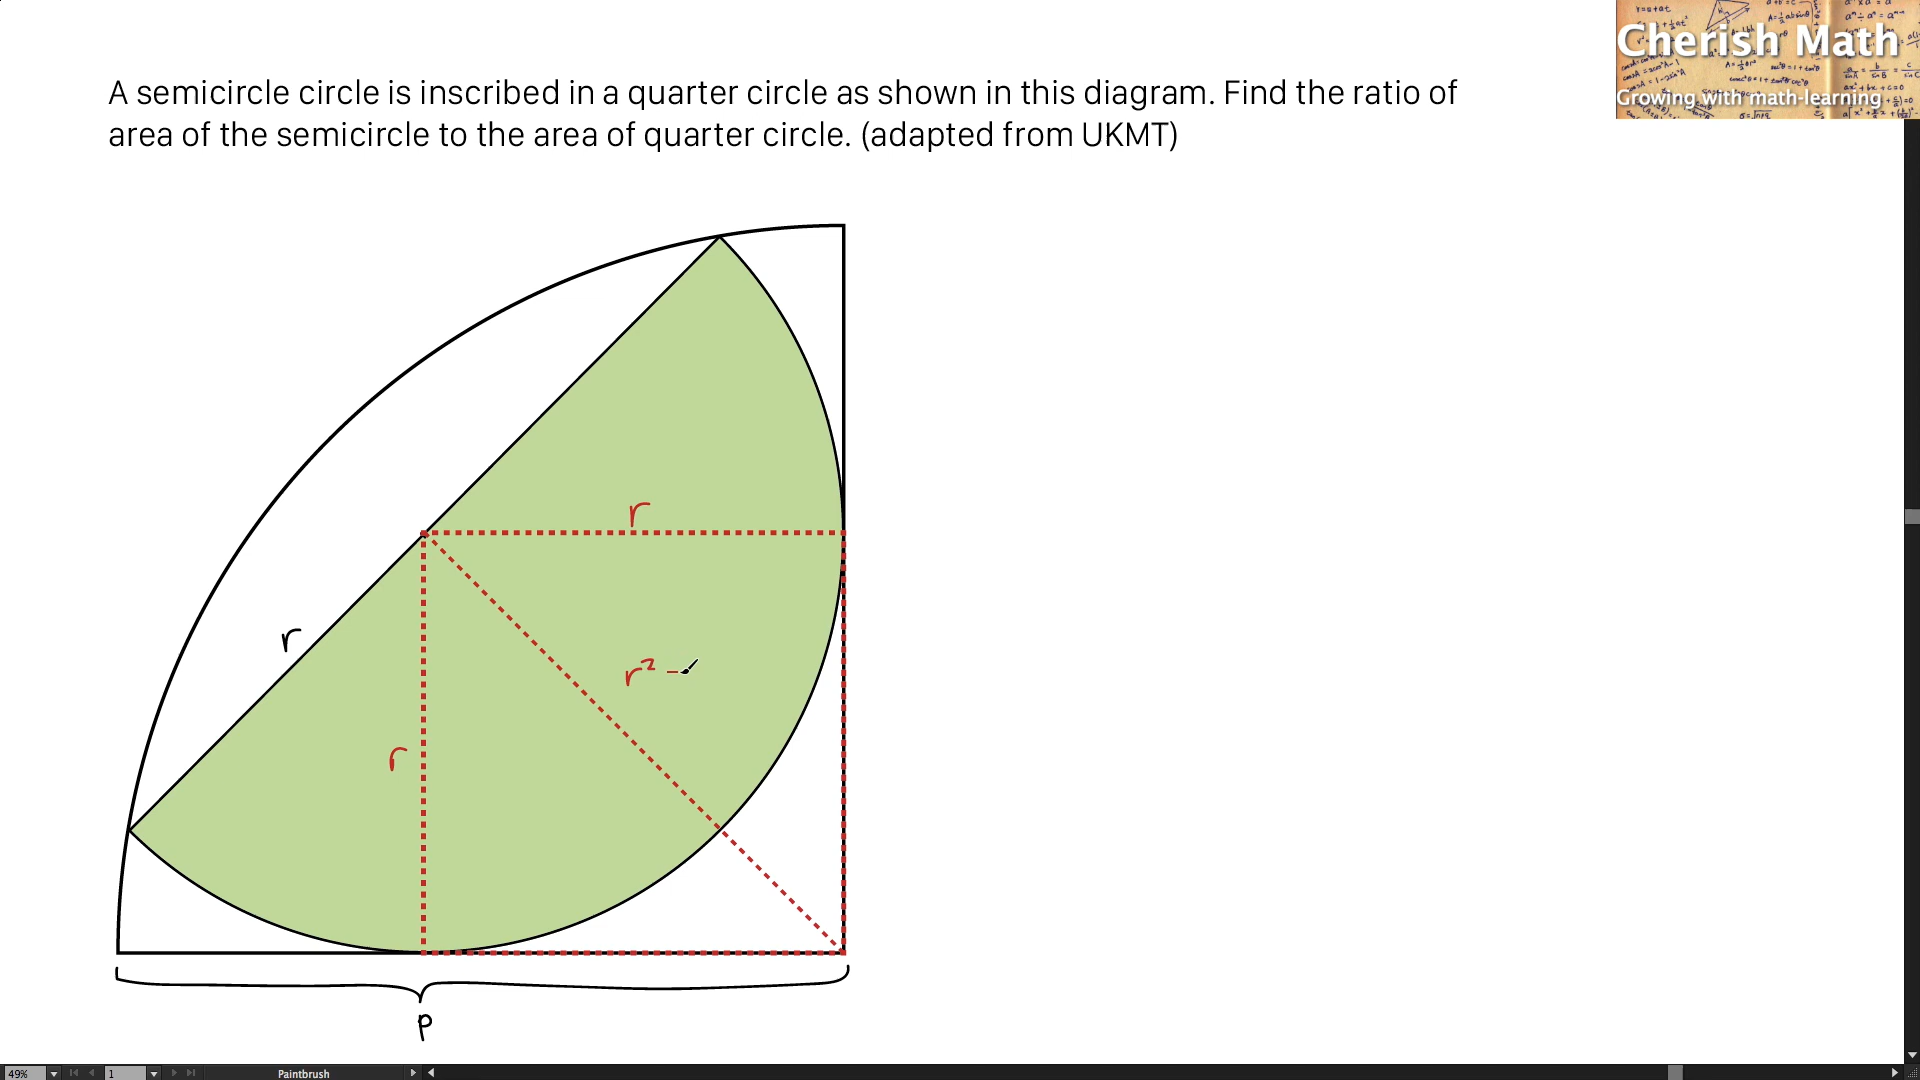 Cherish Math
Growing with math-learning
A semicircle circle is inscribed in a quarter circle as shown in this diagram. Find the ratio of
area of the semicircle to the area of quarter circle. (adapted from UKMT)
r
r
r² -
r
p
49%
1
Paintbrush